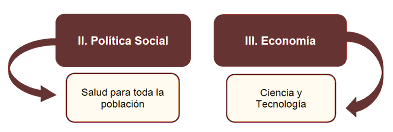 II. Política Social
III. Economía
Salud para toda la
población
Ciencia y
Tecnología